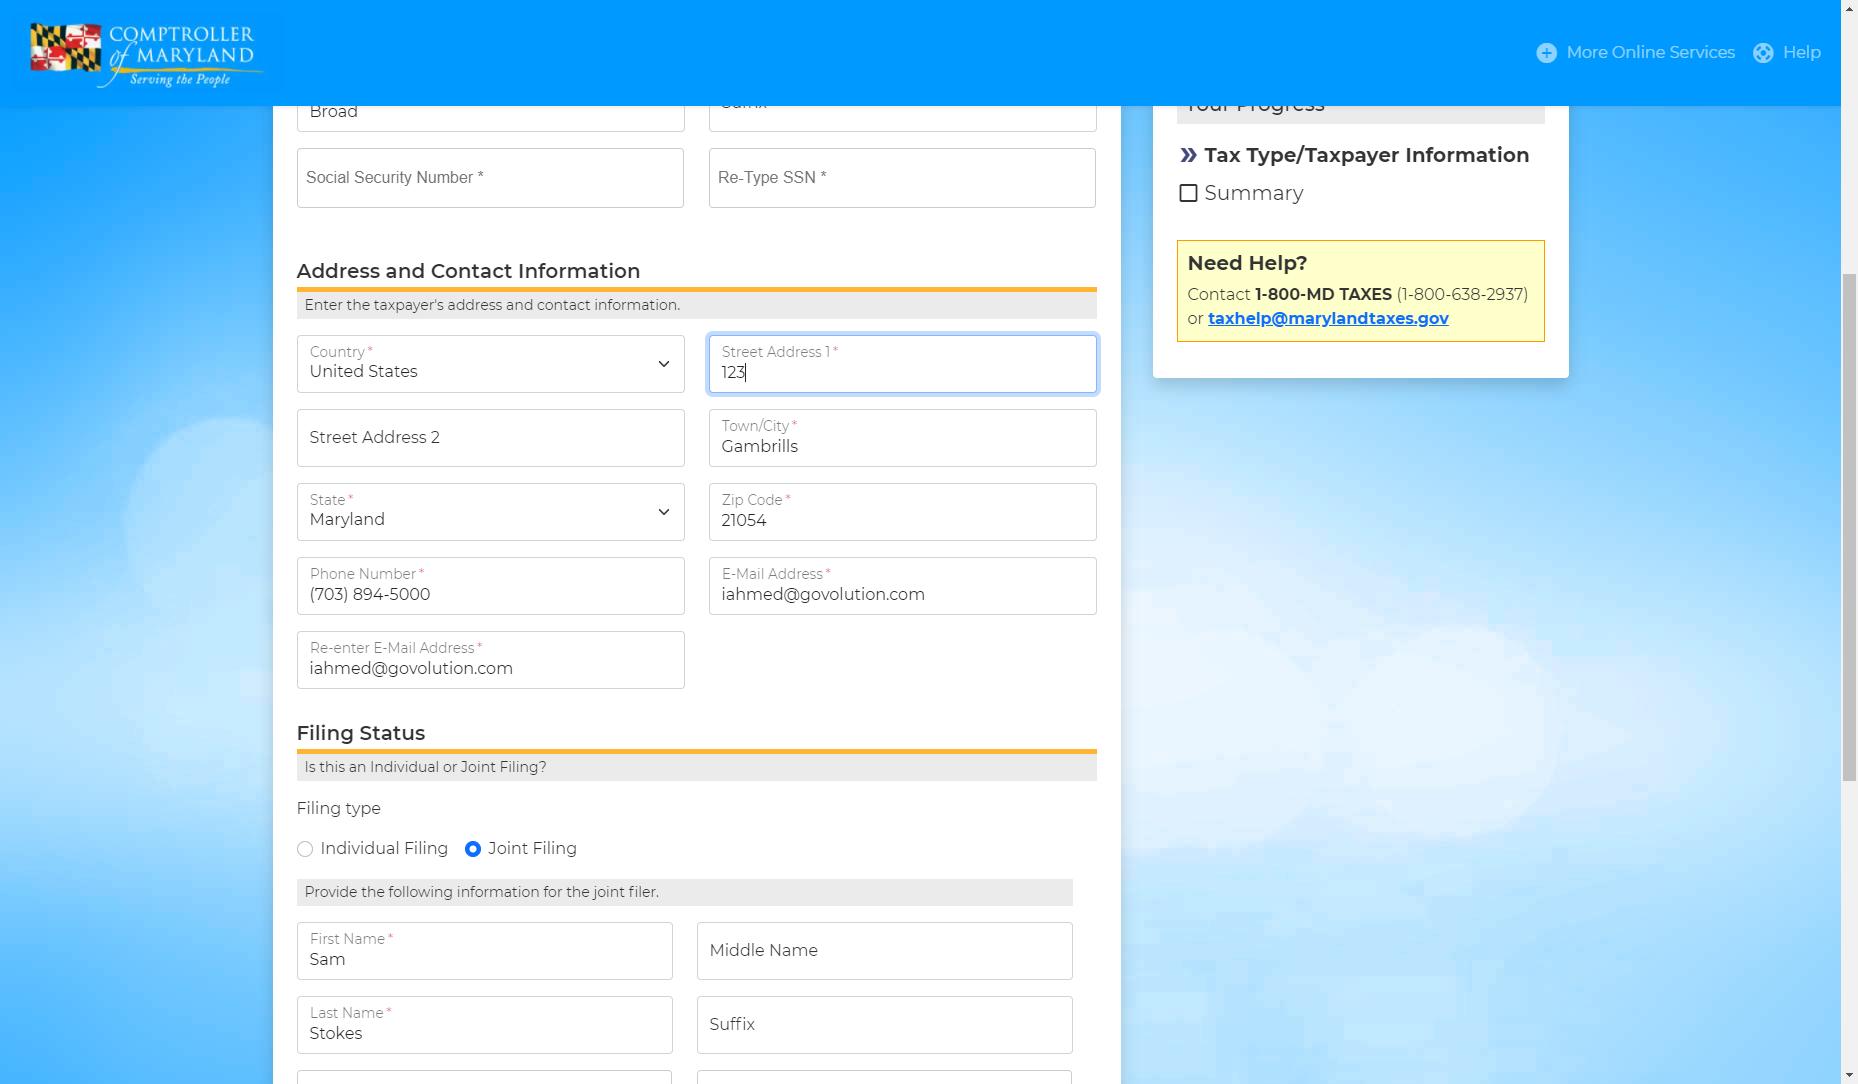 COMPTROLLER
of MARYLAND
Serving the People
More Online Services
Help
Broad
Suffix
Social Security Number *
Re-Type SSN *
Address and Contact Information
Enter the taxpayer's address and contact information.
Country *
United States
Street Address 1 *
123
Street Address 2
Town/City *
Gambrills
State *
Maryland
Zip Code *
21054
Phone Number *
(703) 894-5000
E-Mail Address *
iahmed@govolution.com
Re-enter E-Mail Address *
iahmed@govolution.com
Filing Status
Is this an Individual or Joint Filing?
Filing type
Individual Filing
Joint Filing
Provide the following information for the joint filer.
First Name *
Sam
Middle Name
Last Name *
Stokes
Suffix
Your Progress
Tax Type/Taxpayer Information
Summary
Need Help?
Contact 1-800-MD TAXES (1-800-638-2937)
or taxhelp@marylandtaxes.gov